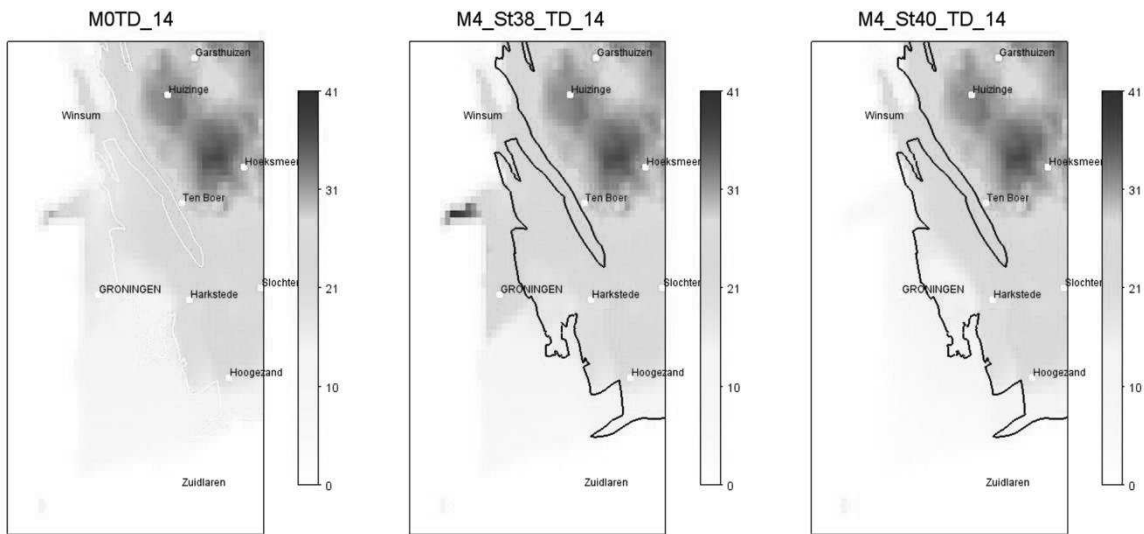 M0TD_14
Garsthuizen
Huizinge
Winsum
Hoeksmeer
Ten Boer
GRONINGEN
Slochter
Harkstede
Hoogezand
Zuidlaren
41
31
21
10
0
M4_St38_TD_14
Garsthuizen
Huizinge
Winsum
Hoeksmeer
Ten Boer
GRONINGEN
Slochter
Harkstede
Hoogezand
Zuidlaren
41
31
21
10
0
M4_St40_TD_14
Garsthuizen
Huizinge
Winsum
Hoeksmeer
Ten Boer
GRONINGEN
Slochter
Harkstede
Hoogezand
Zuidlaren
41
31
21
10
0